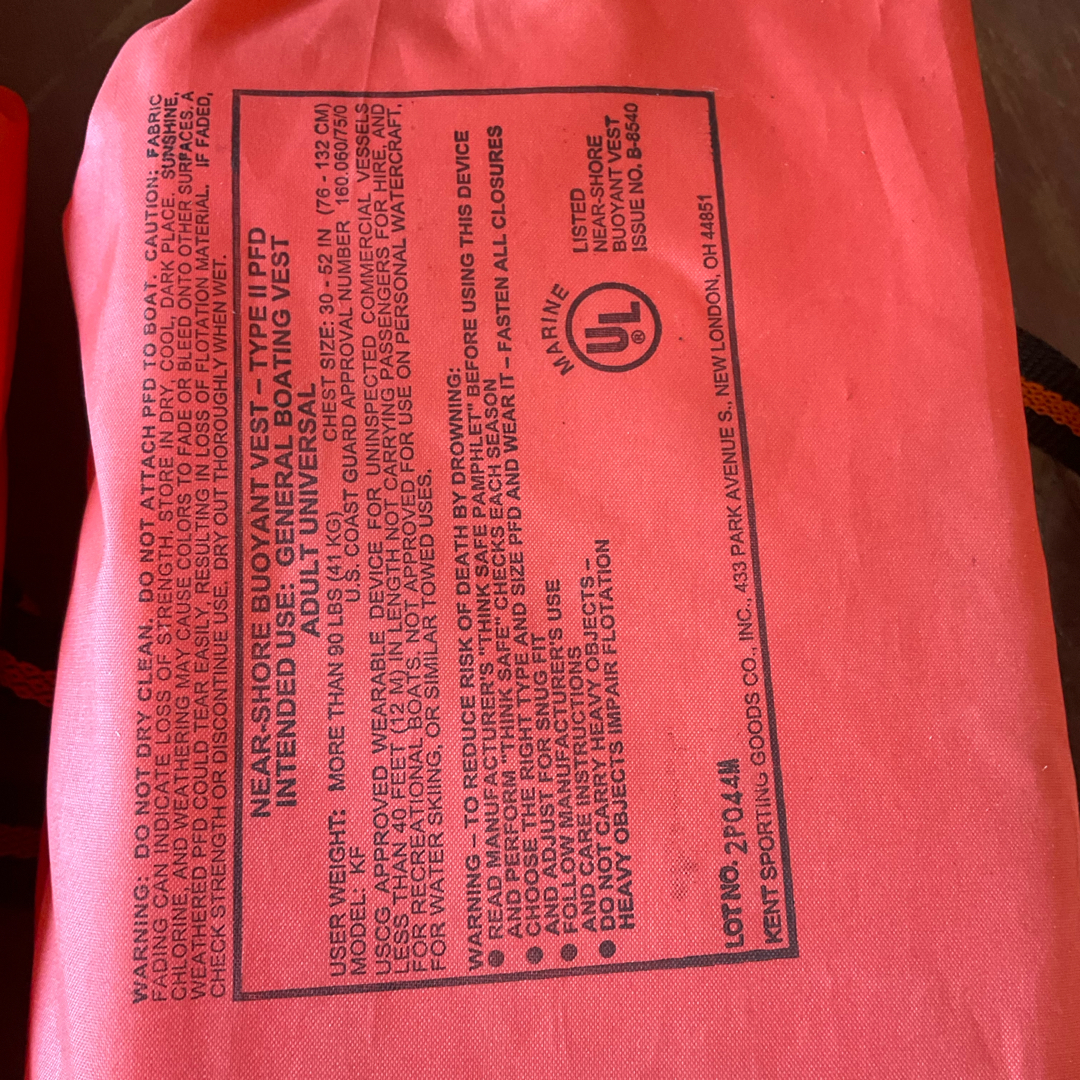 WARNING: DO NOT DRY CLEAN. DO NOT ATTACH PFD TO BOAT. CAUTION: FABRIC
FADING CAN INDICATE LOSS OF STRENGTH, STORE IN DRY, COOL, DARK PLACE. SUNSHINE,
CHLORINE, AND WEATHERING MAY CAUSE COLORS TO FADE OR BLEED ONTO OTHER SURFACES. A
WEATHERED PFD COULD TEAR EASILY, RESULTING IN LOSS OF FLOTATION MATERIAL. IF FADED,
CHECK STRENGTH OR DISCONTINUE USE. DRY OUT THOROUGHLY WHEN WET.
NEAR-SHORE BUOYANT VEST – TYPE II PFD
INTENDED USE: GENERAL BOATING VEST
ADULT UNIVERSAL
USER WEIGHT: MORE THAN 90 LBS (41 KG) CHEST SIZE: 30 - 52 IN (76 - 132 CM)
MODEL: KF U.S. COAST GUARD APPROVAL NUMBER 160.060/75/0
USCG APPROVED WEARABLE DEVICE FOR UNINSPECTED COMMERCIAL VESSELS
LESS THAN 40 FEET (12 M) IN LENGTH NOT CARRYING PASSENGERS FOR HIRE, AND
FOR RECREATIONAL BOATS. NOT APPROVED FOR USE ON PERSONAL WATERCRAFT,
FOR WATER SKIING, OR SIMILAR TOWED USES.
WARNING – TO REDUCE RISK OF DEATH BY DROWNING:
● READ MANUFACTURER'S "THINK SAFE PAMPHLET" BEFORE USING THIS DEVICE
AND PERFORM "THINK SAFE" CHECKS EACH SEASON
● CHOOSE THE RIGHT TYPE AND SIZE PFD AND WEAR IT – FASTEN ALL CLOSURES
AND ADJUST FOR SNUG FIT
● FOLLOW MANUFACTURER'S USE
AND CARE INSTRUCTIONS
● DO NOT CARRY HEAVY OBJECTS –
HEAVY OBJECTS IMPAIR FLOTATION
MARINE
UL®
LISTED
NEAR-SHORE
BUOYANT VEST
ISSUE NO. B-8540
LOT NO. 2P044M
KENT SPORTING GOODS CO., INC., 433 PARK AVENUE S., NEW LONDON, OH 44851